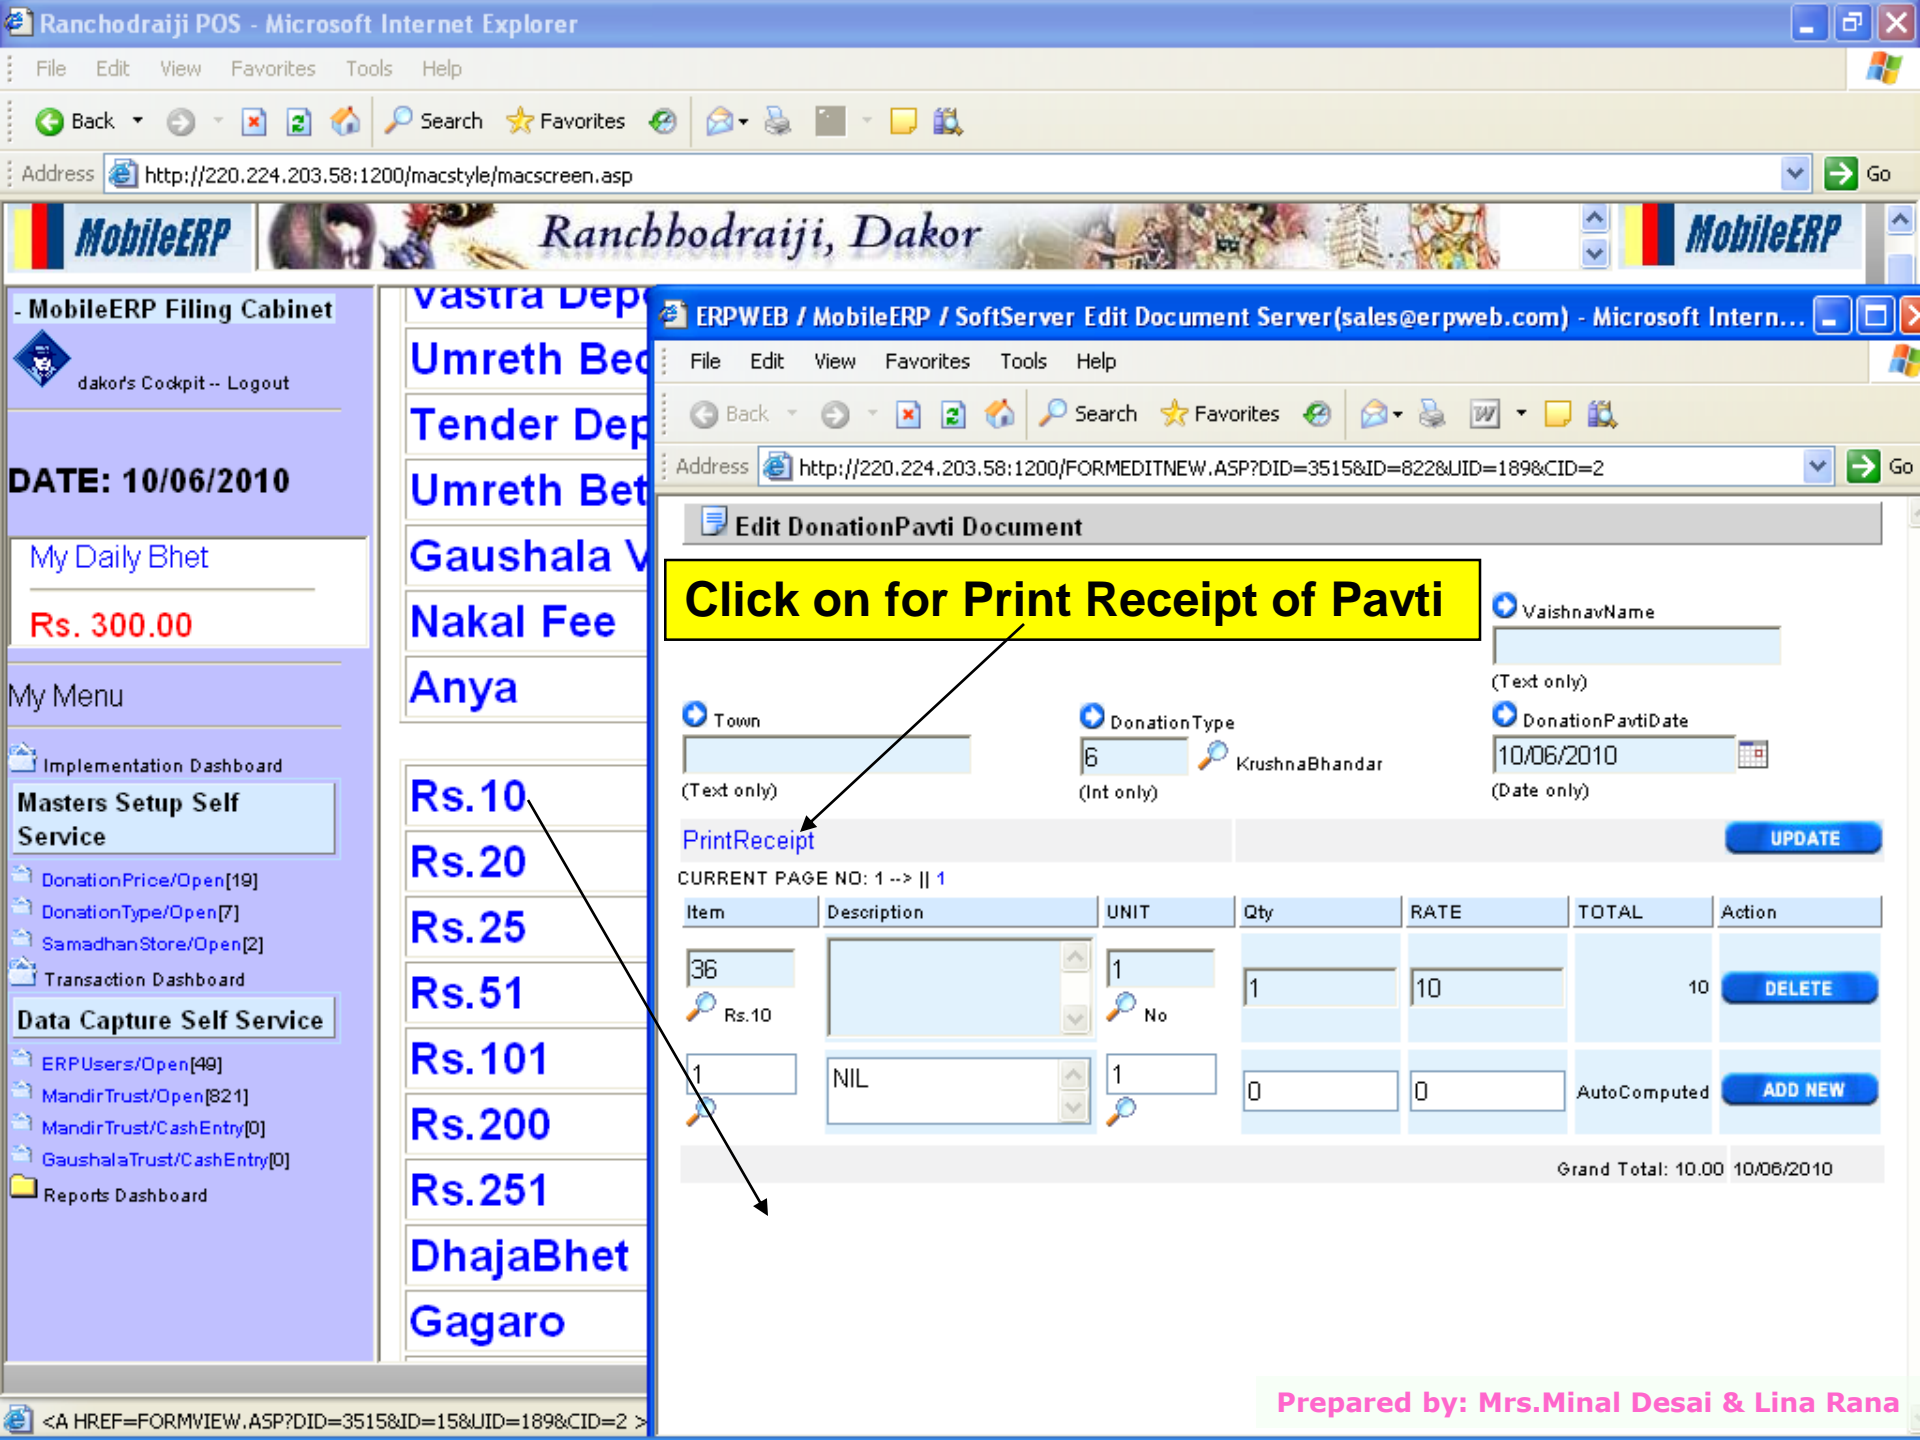 Ranchodraiji POS - Microsoft Internet Explorer
File Edit View Favorites Tools Help
Back Search Favorites
Address http://220.224.203.58:1200/macstyle/macscreen.asp Go
MobileERP Ranchhodraiji, Dakor MobileERP
- MobileERP Filing Cabinet
dakor's Cockpit -- Logout
DATE: 10/06/2010
My Daily Bhet
Rs. 300.00
My Menu
Implementation Dashboard
Masters Setup Self
Service
DonationPrice/Open[19]
DonationType/Open[7]
SamadhanStore/Open[2]
Transaction Dashboard
Data Capture Self Service
ERPUsers/Open[49]
MandirTrust/Open[821]
MandirTrust/CashEntry[0]
GaushalaTrust/CashEntry[0]
Reports Dashboard
Vastra Dep
Umreth Bec
Tender Dep
Umreth Bet
Gaushala V
Nakal Fee
Anya
Rs.10
Rs.20
Rs.25
Rs.51
Rs.101
Rs.200
Rs.251
DhajaBhet
Gagaro
ERPWEB / MobileERP / SoftServer Edit Document Server(sales@erpweb.com) - Microsoft Intern...
File Edit View Favorites Tools Help
Back Search Favorites
Address http://220.224.203.58:1200/FORMEDITNEW.ASP?DID=3515&ID=822&UID=189&CID=2 Go
Edit DonationPavti Document
Click on for Print Receipt of Pavti
VaishnavName
(Text only)
Town DonationType DonationPavtiDate
6 KrushnaBhandar 10/06/2010
(Text only) (Int only) (Date only)
PrintReceipt UPDATE
CURRENT PAGE NO: 1 --> || 1
Item Description UNIT Qty RATE TOTAL Action
36 1 1 10 10 DELETE
Rs.10 No
1 NIL 1 0 0 AutoComputed ADD NEW
Grand Total: 10.00 10/06/2010
Prepared by: Mrs.Minal Desai & Lina Rana
<A HREF=FORMVIEW.ASP?DID=3515&ID=15&UID=189&CID=2 >